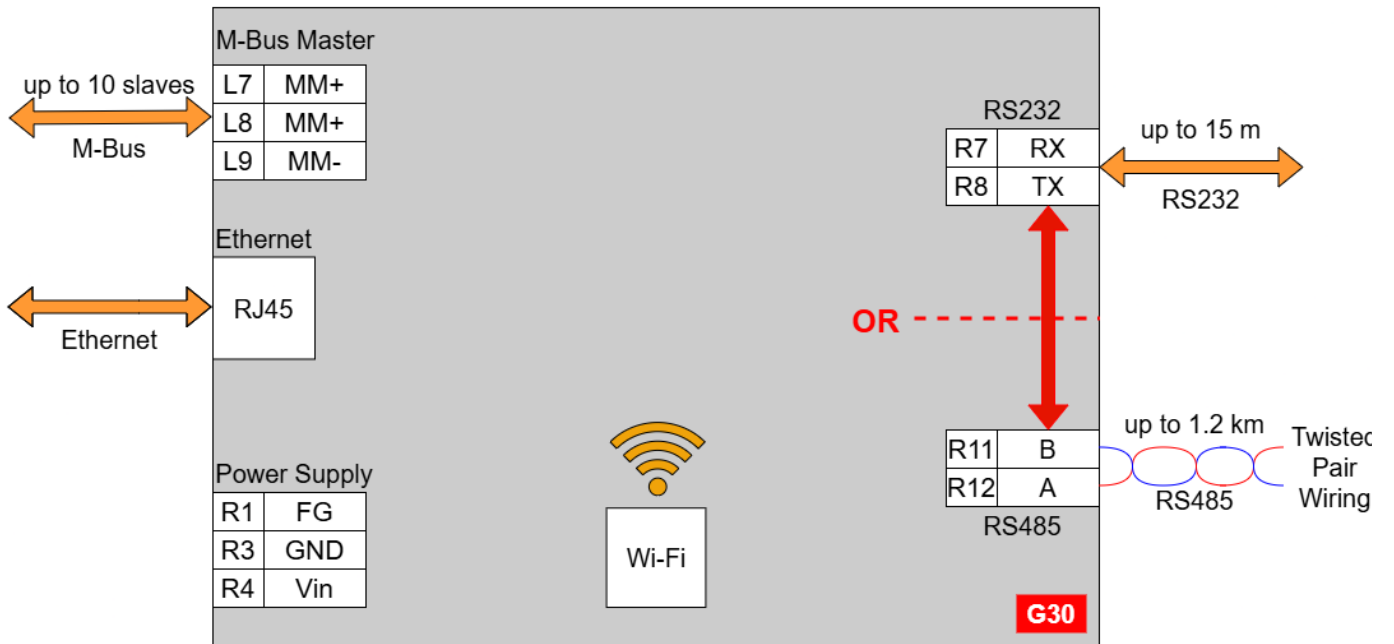 M-Bus Master
up to 10 slaves
L7 MM+
L8 MM+
L9 MM-
M-Bus
RS232
R7 RX
R8 TX
up to 15 m
RS232
Ethernet
RJ45
Ethernet
OR
Power Supply
R1 FG
R3 GND
R4 Vin
Wi-Fi
up to 1.2 km
R11 B
R12 A
RS485
RS485
Twisted
Pair
Wiring
G30